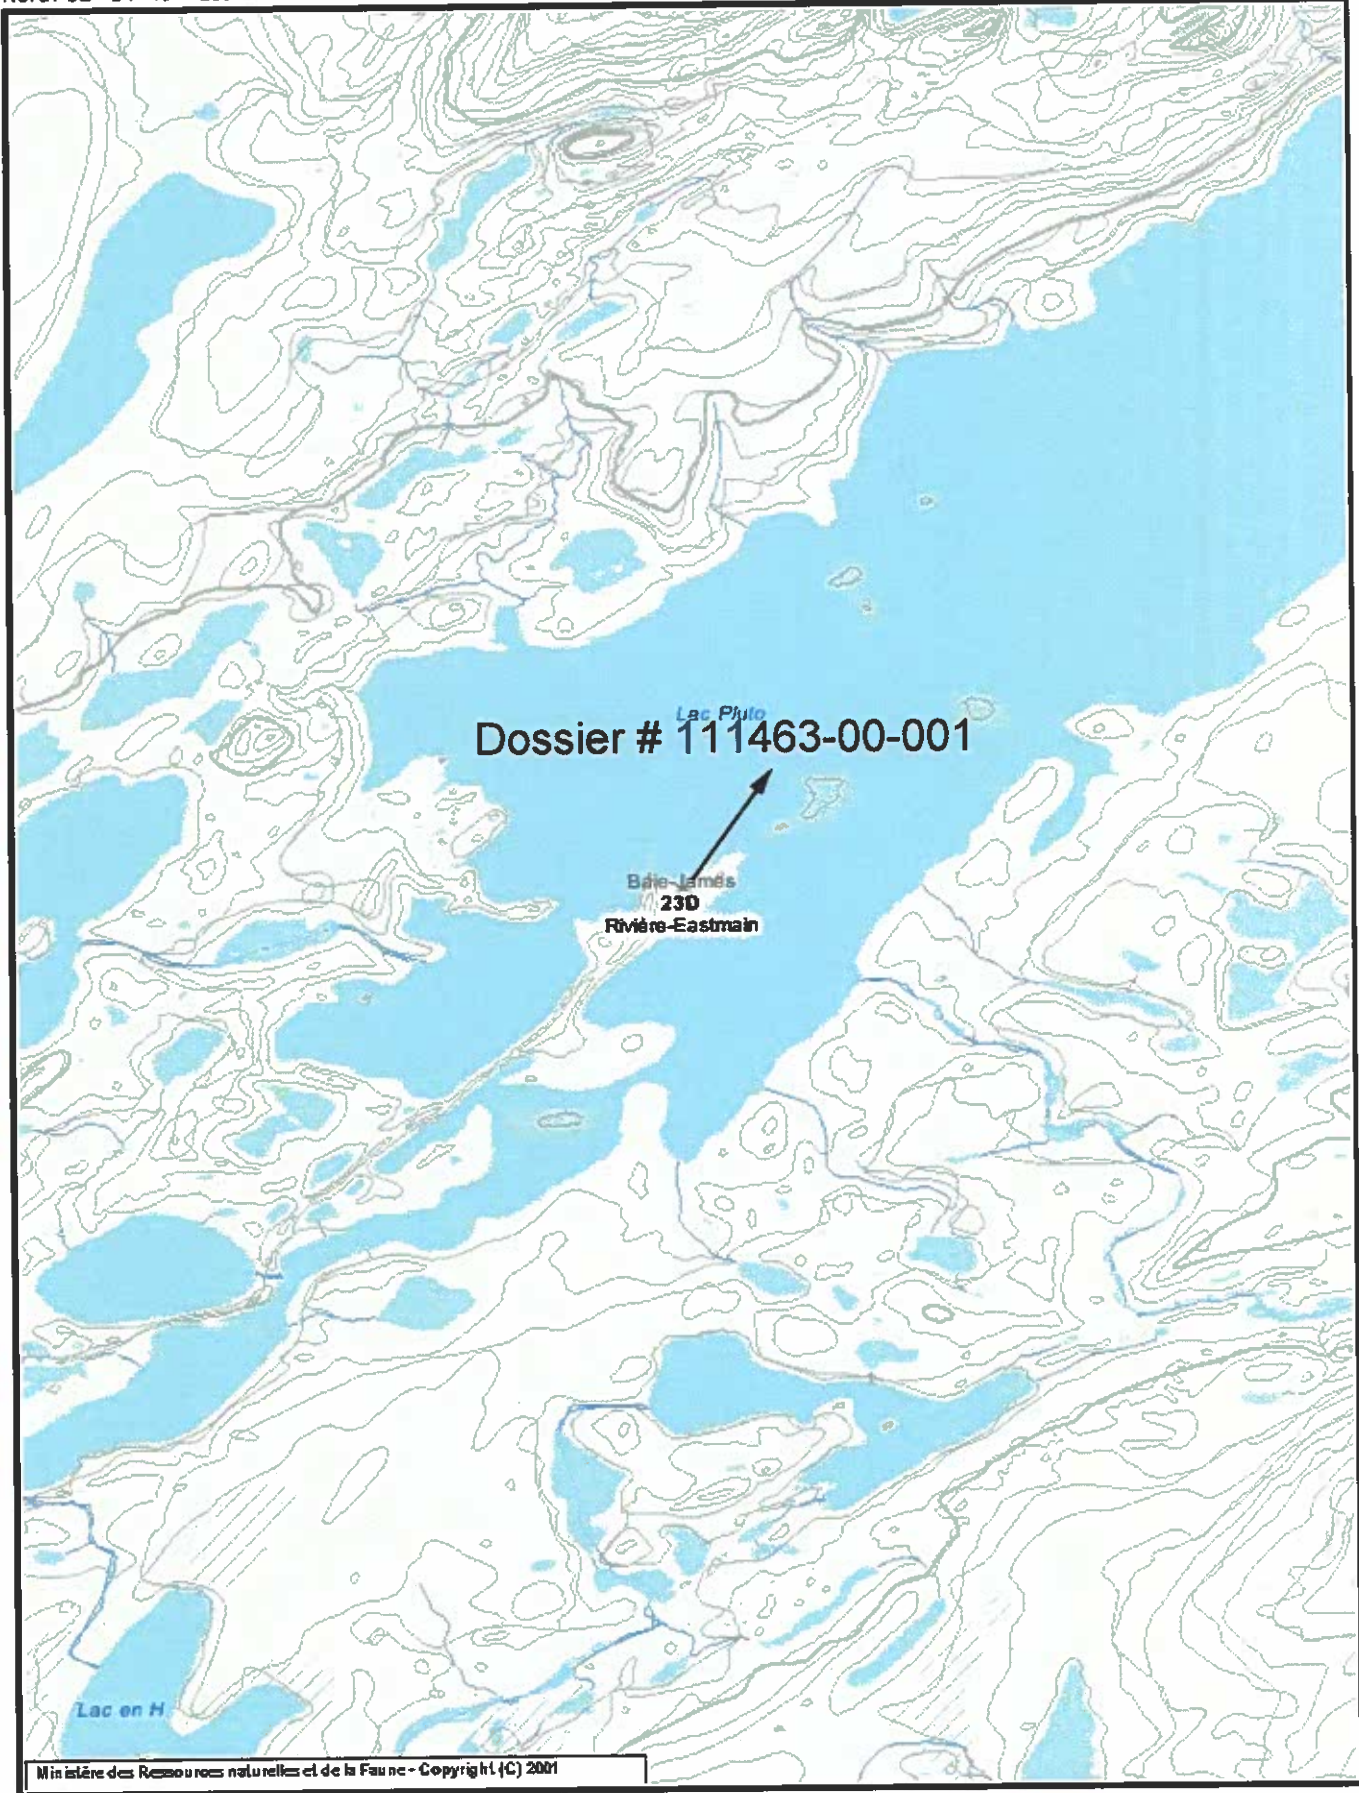 Lac Pluto
Dossier # 111463-00-001
Baie-James
23D
Rivière-Eastmain
Lac en H
Ministère des Ressources naturelles et de la Faune - Copyright (C) 2001